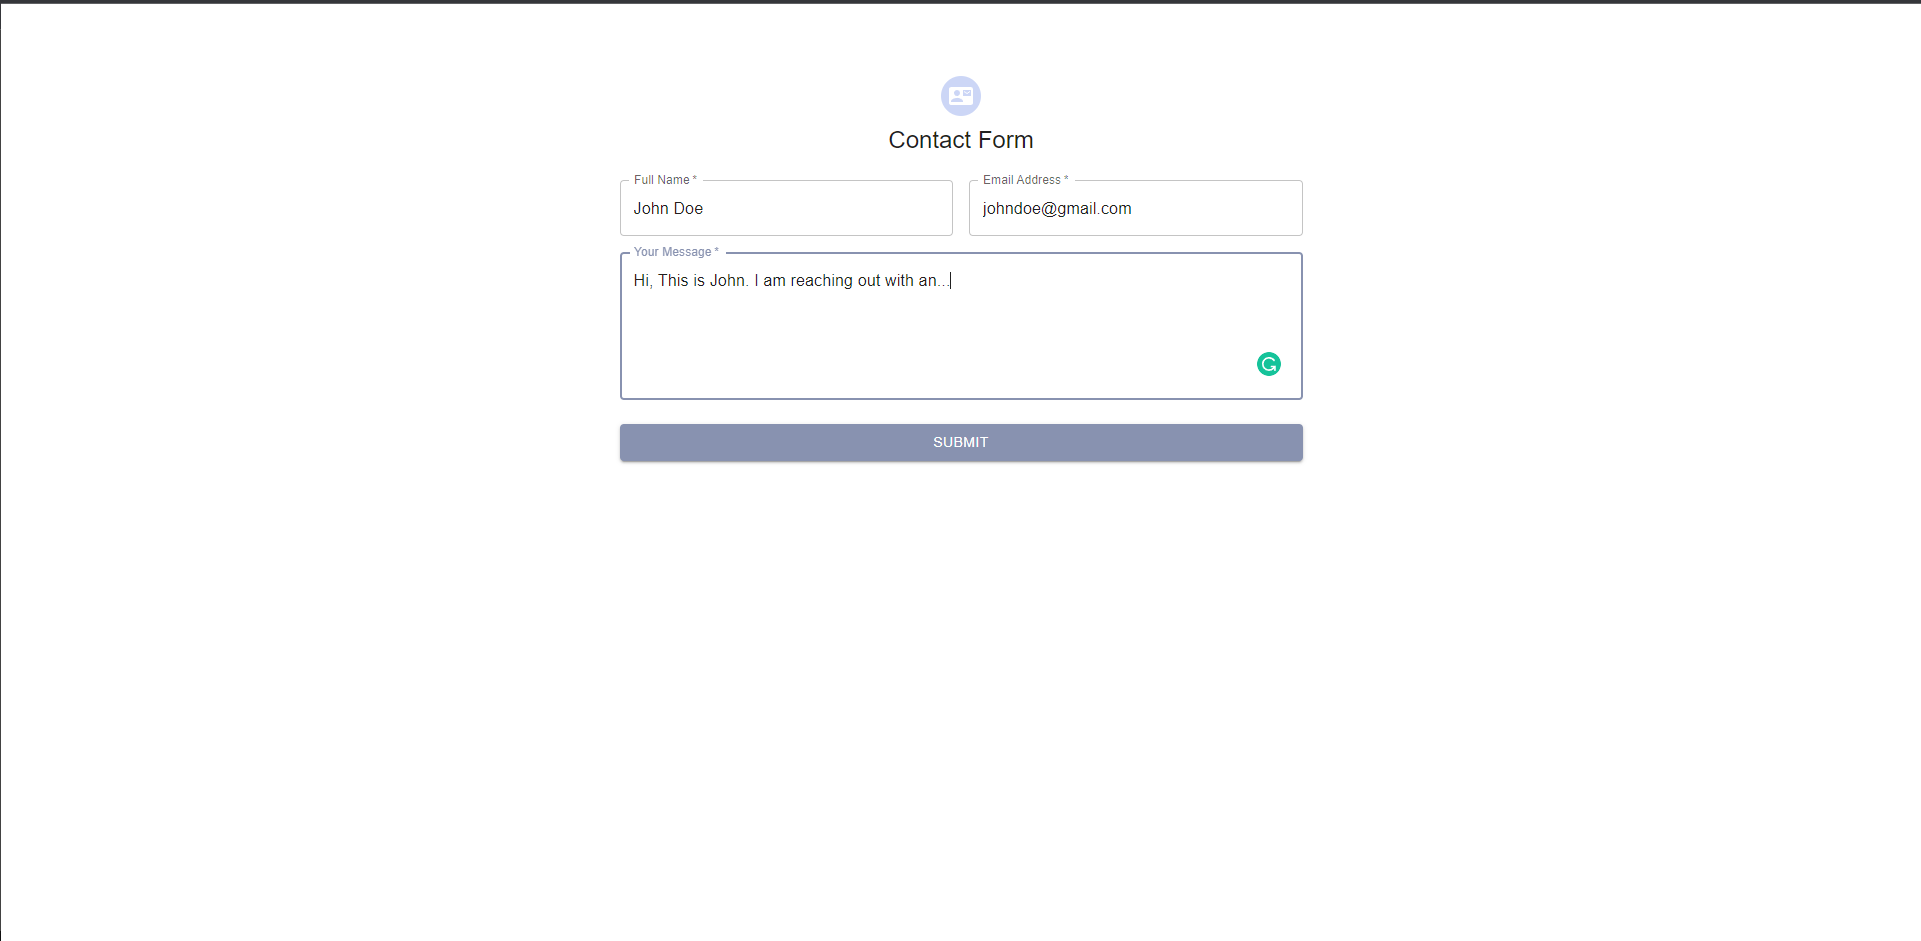 Contact Form
Full Name *
John Doe
Email Address *
johndoe@gmail.com
Your Message *
Hi, This is John. I am reaching out with an...
SUBMIT